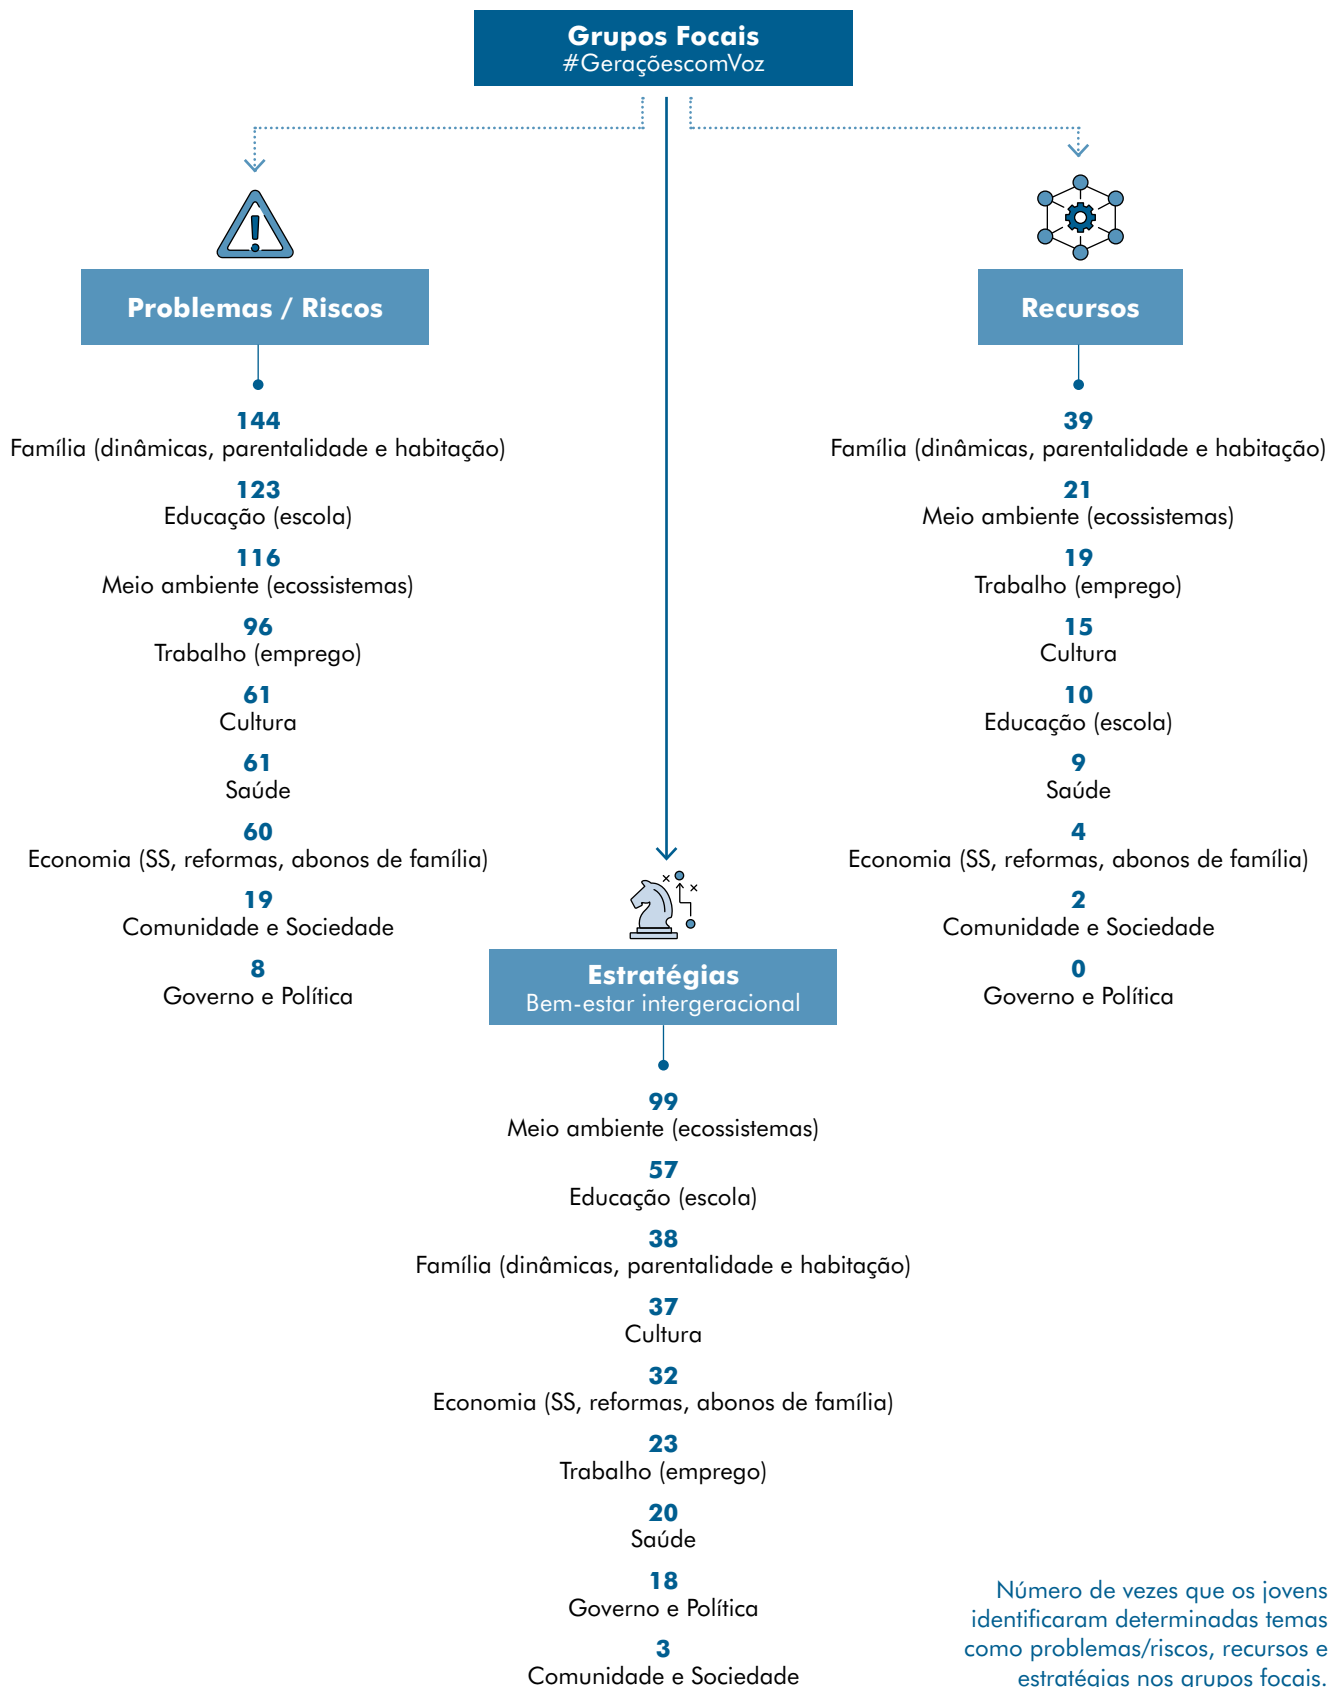 Grupos Focais
#GeraçõescomVoz
Problemas / Riscos
144
Família (dinâmicas, parentalidade e habitação)
123
Educação (escola)
116
Meio ambiente (ecossistemas)
96
Trabalho (emprego)
61
Cultura
61
Saúde
60
Economia (SS, reformas, abonos de família)
19
Comunidade e Sociedade
8
Governo e Política
Recursos
39
Família (dinâmicas, parentalidade e habitação)
21
Meio ambiente (ecossistemas)
19
Trabalho (emprego)
15
Cultura
10
Educação (escola)
9
Saúde
4
Economia (SS, reformas, abonos de família)
2
Comunidade e Sociedade
0
Governo e Política
Estratégias
Bem-estar intergeracional
99
Meio ambiente (ecossistemas)
57
Educação (escola)
38
Família (dinâmicas, parentalidade e habitação)
37
Cultura
32
Economia (SS, reformas, abonos de família)
23
Trabalho (emprego)
20
Saúde
18
Governo e Política
3
Comunidade e Sociedade
Número de vezes que os jovens
identificaram determinadas temas
como problemas/riscos, recursos e
estratégias nos grupos focais.